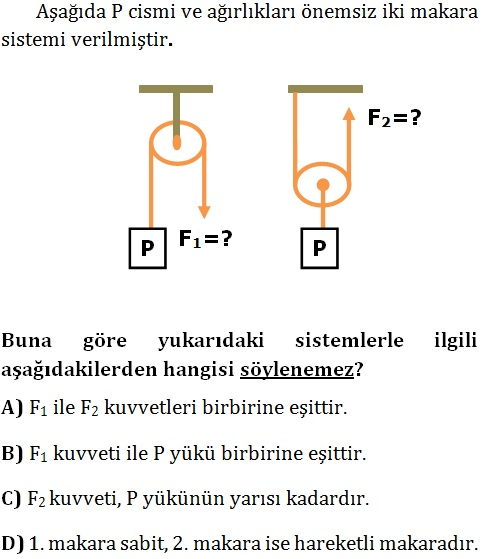 Aşağıda P cismi ve ağırlıkları önemsiz iki makara
sistemi verilmiştir.
F₂=?
F₁=?
P
P
Buna göre yukarıdaki sistemlerle ilgili
aşağıdakilerden hangisi söylenemez?
A) F₁ ile F₂ kuvvetleri birbirine eşittir.
B) F₁ kuvveti ile P yükü birbirine eşittir.
C) F₂ kuvveti, P yükünün yarısı kadardır.
D) 1. makara sabit, 2. makara ise hareketli makaradır.